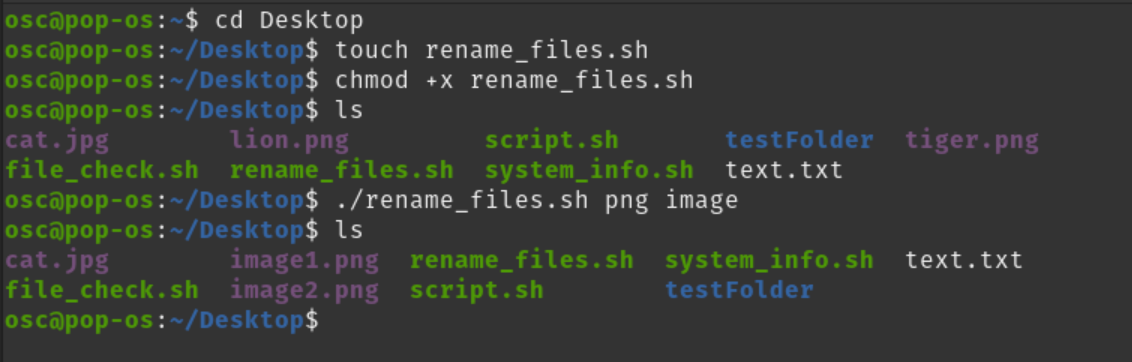 osc@pop-os:~$ cd Desktop
osc@pop-os:~/Desktop$ touch rename_files.sh
osc@pop-os:~/Desktop$ chmod +x rename_files.sh
osc@pop-os:~/Desktop$ ls
cat.jpg        lion.png         script.sh       testFolder  tiger.png
file_check.sh  rename_files.sh  system_info.sh  text.txt
osc@pop-os:~/Desktop$ ./rename_files.sh png image
osc@pop-os:~/Desktop$ ls
cat.jpg        image1.png  rename_files.sh  system_info.sh  text.txt
file_check.sh  image2.png  script.sh        testFolder
osc@pop-os:~/Desktop$